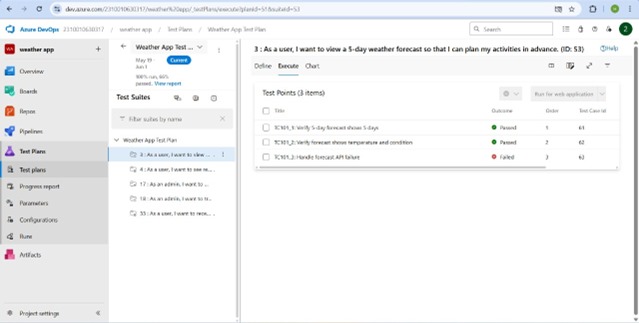 dev.azure.com/2310010630317/weather%20app/_testPlans/execute?planId=51&suiteId=53
Azure DevOps 2310010630317 / weather app / Test Plans / Weather App Test Plan
Search
2
weather app
Overview
Boards
Repos
Pipelines
Test Plans
Test plans
Progress report
Parameters
Configurations
Runs
Artifacts
Project settings
Weather App Test ...
May 19 - Jun 1
Current
100% run, 66% passed. View report
Test Suites
Filter suites by name
Weather App Test Plan
3 : As a user, I want to view ...
4 : As a user, I want to see re...
17 : As an admin, I want to ...
18 : As an admin, I want to ...
33 : As a user, I want to rece...
3 : As a user, I want to view a 5-day weather forecast so that I can plan my activities in advance. (ID: 53)
Help
Define Execute Chart
Test Points (3 items)
Run for web application
Title Outcome Order Test Case Id
TC101_1: Verify 5-day forecast shows 5 days Passed 1 61
TC101_2: Verify forecast shows temperature and condition Passed 2 62
TC101_3: Handle forecast API failure Failed 3 63